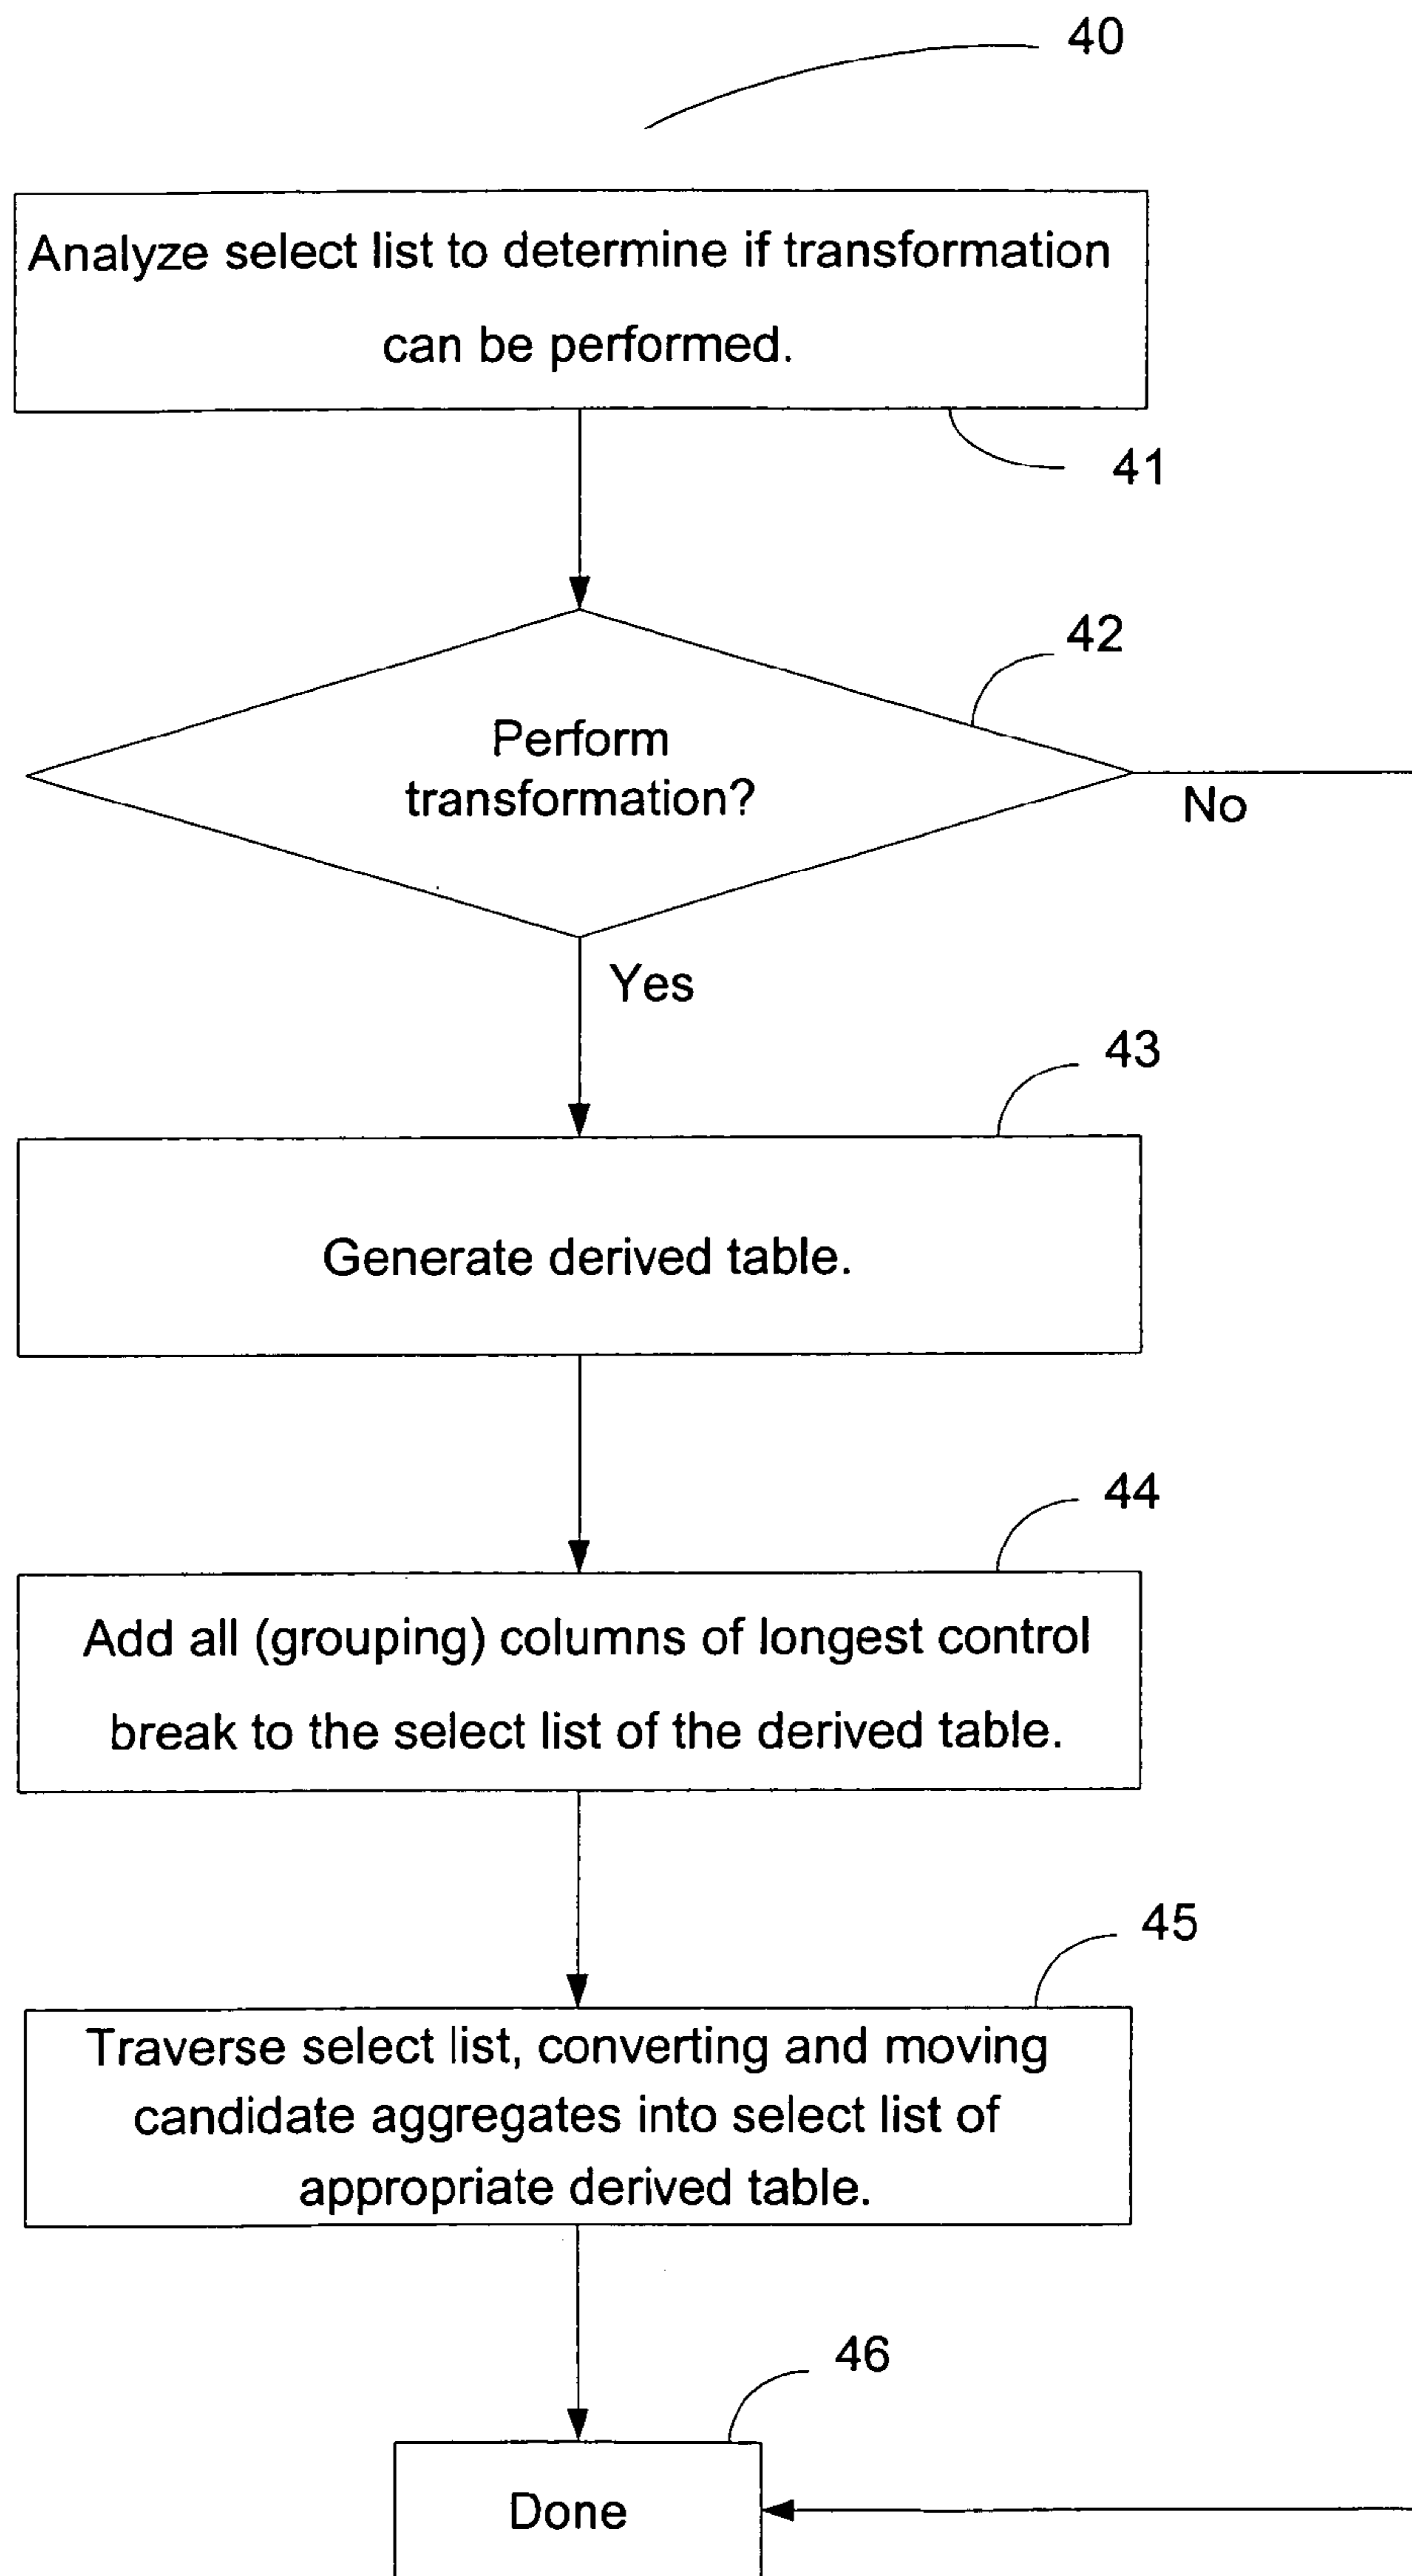 40
Analyze select list to determine if transformation
can be performed.
41
42
Perform
transformation?
No
Yes
43
Generate derived table.
44
Add all (grouping) columns of longest control
break to the select list of the derived table.
45
Traverse select list, converting and moving
candidate aggregates into select list of
appropriate derived table.
46
Done